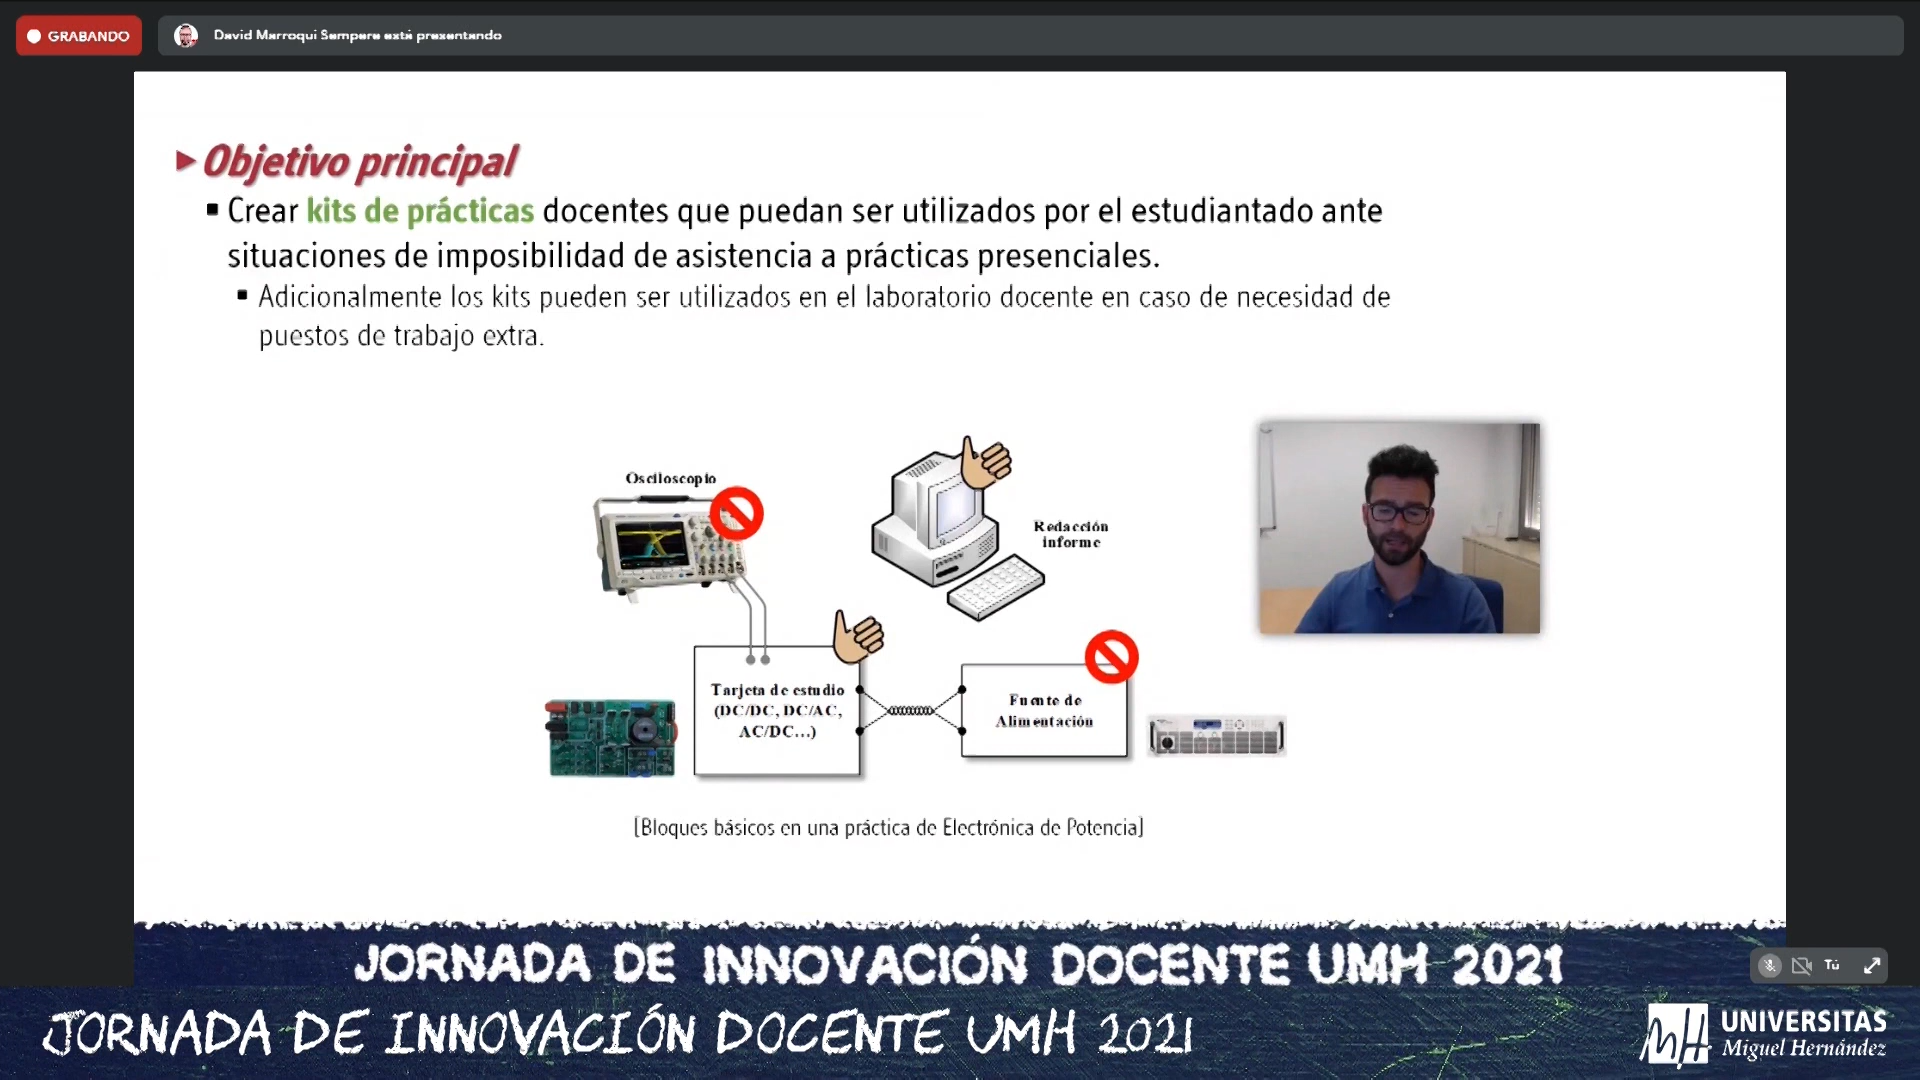 GRABANDO
David Marroqui Sempere está presentando
Objetivo principal
Crear kits de prácticas docentes que puedan ser utilizados por el estudiantado ante
situaciones de imposibilidad de asistencia a prácticas presenciales.
Adicionalmente los kits pueden ser utilizados en el laboratorio docente en caso de necesidad de
puestos de trabajo extra.
Osciloscopio
Redacción
informe
Tarjeta de estudio
(DC/DC, DC/AC,
AC/DC...)
Fuente de
Alimentación
[Bloques básicos en una práctica de Electrónica de Potencia]
JORNADA DE INNOVACIÓN DOCENTE UMH 2021
Tú
JORNADA DE INNOVACIÓN DOCENTE UMH 2021
UNIVERSITAS
Miguel Hernández